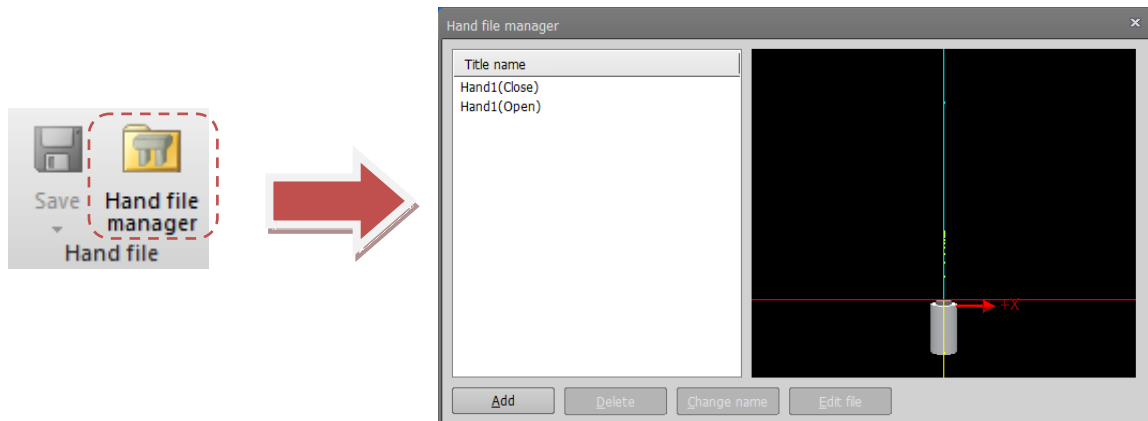 Save
Hand file
manager
Hand file
Hand file manager
×
Title name
Hand1(Close)
Hand1(Open)
+X
Add
Delete
Change name
Edit file